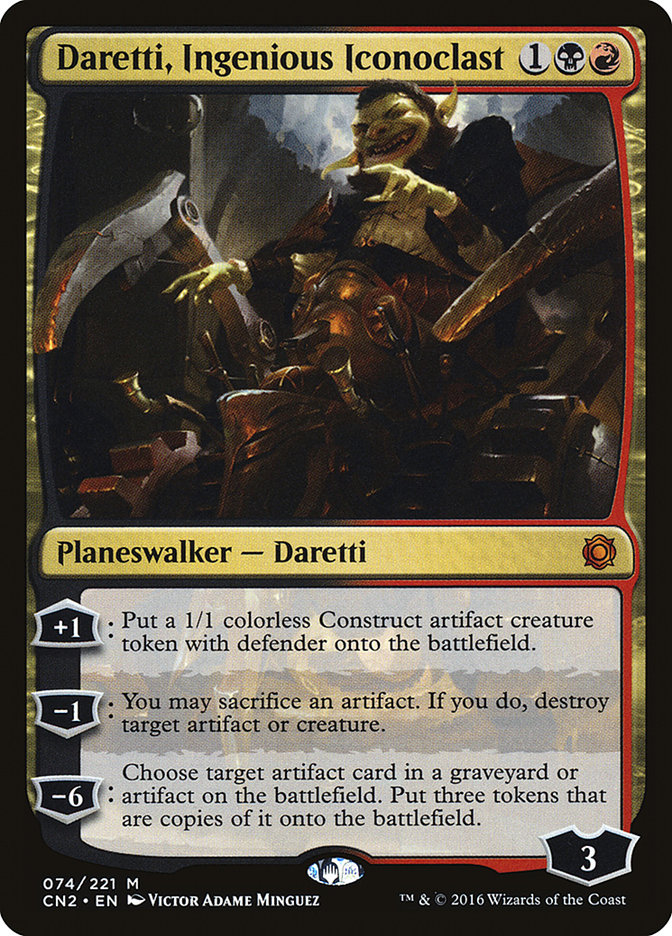 Daretti, Ingenious Iconoclast 1
Planeswalker — Daretti
+1 : Put a 1/1 colorless Construct artifact creature
token with defender onto the battlefield.
−1 : You may sacrifice an artifact. If you do, destroy
target artifact or creature.
Choose target artifact card in a graveyard or
−6 : artifact on the battlefield. Put three tokens that
are copies of it onto the battlefield.
3
074/221 M
CN2 • EN Victor Adame Minguez
™ & © 2016 Wizards of the Coast